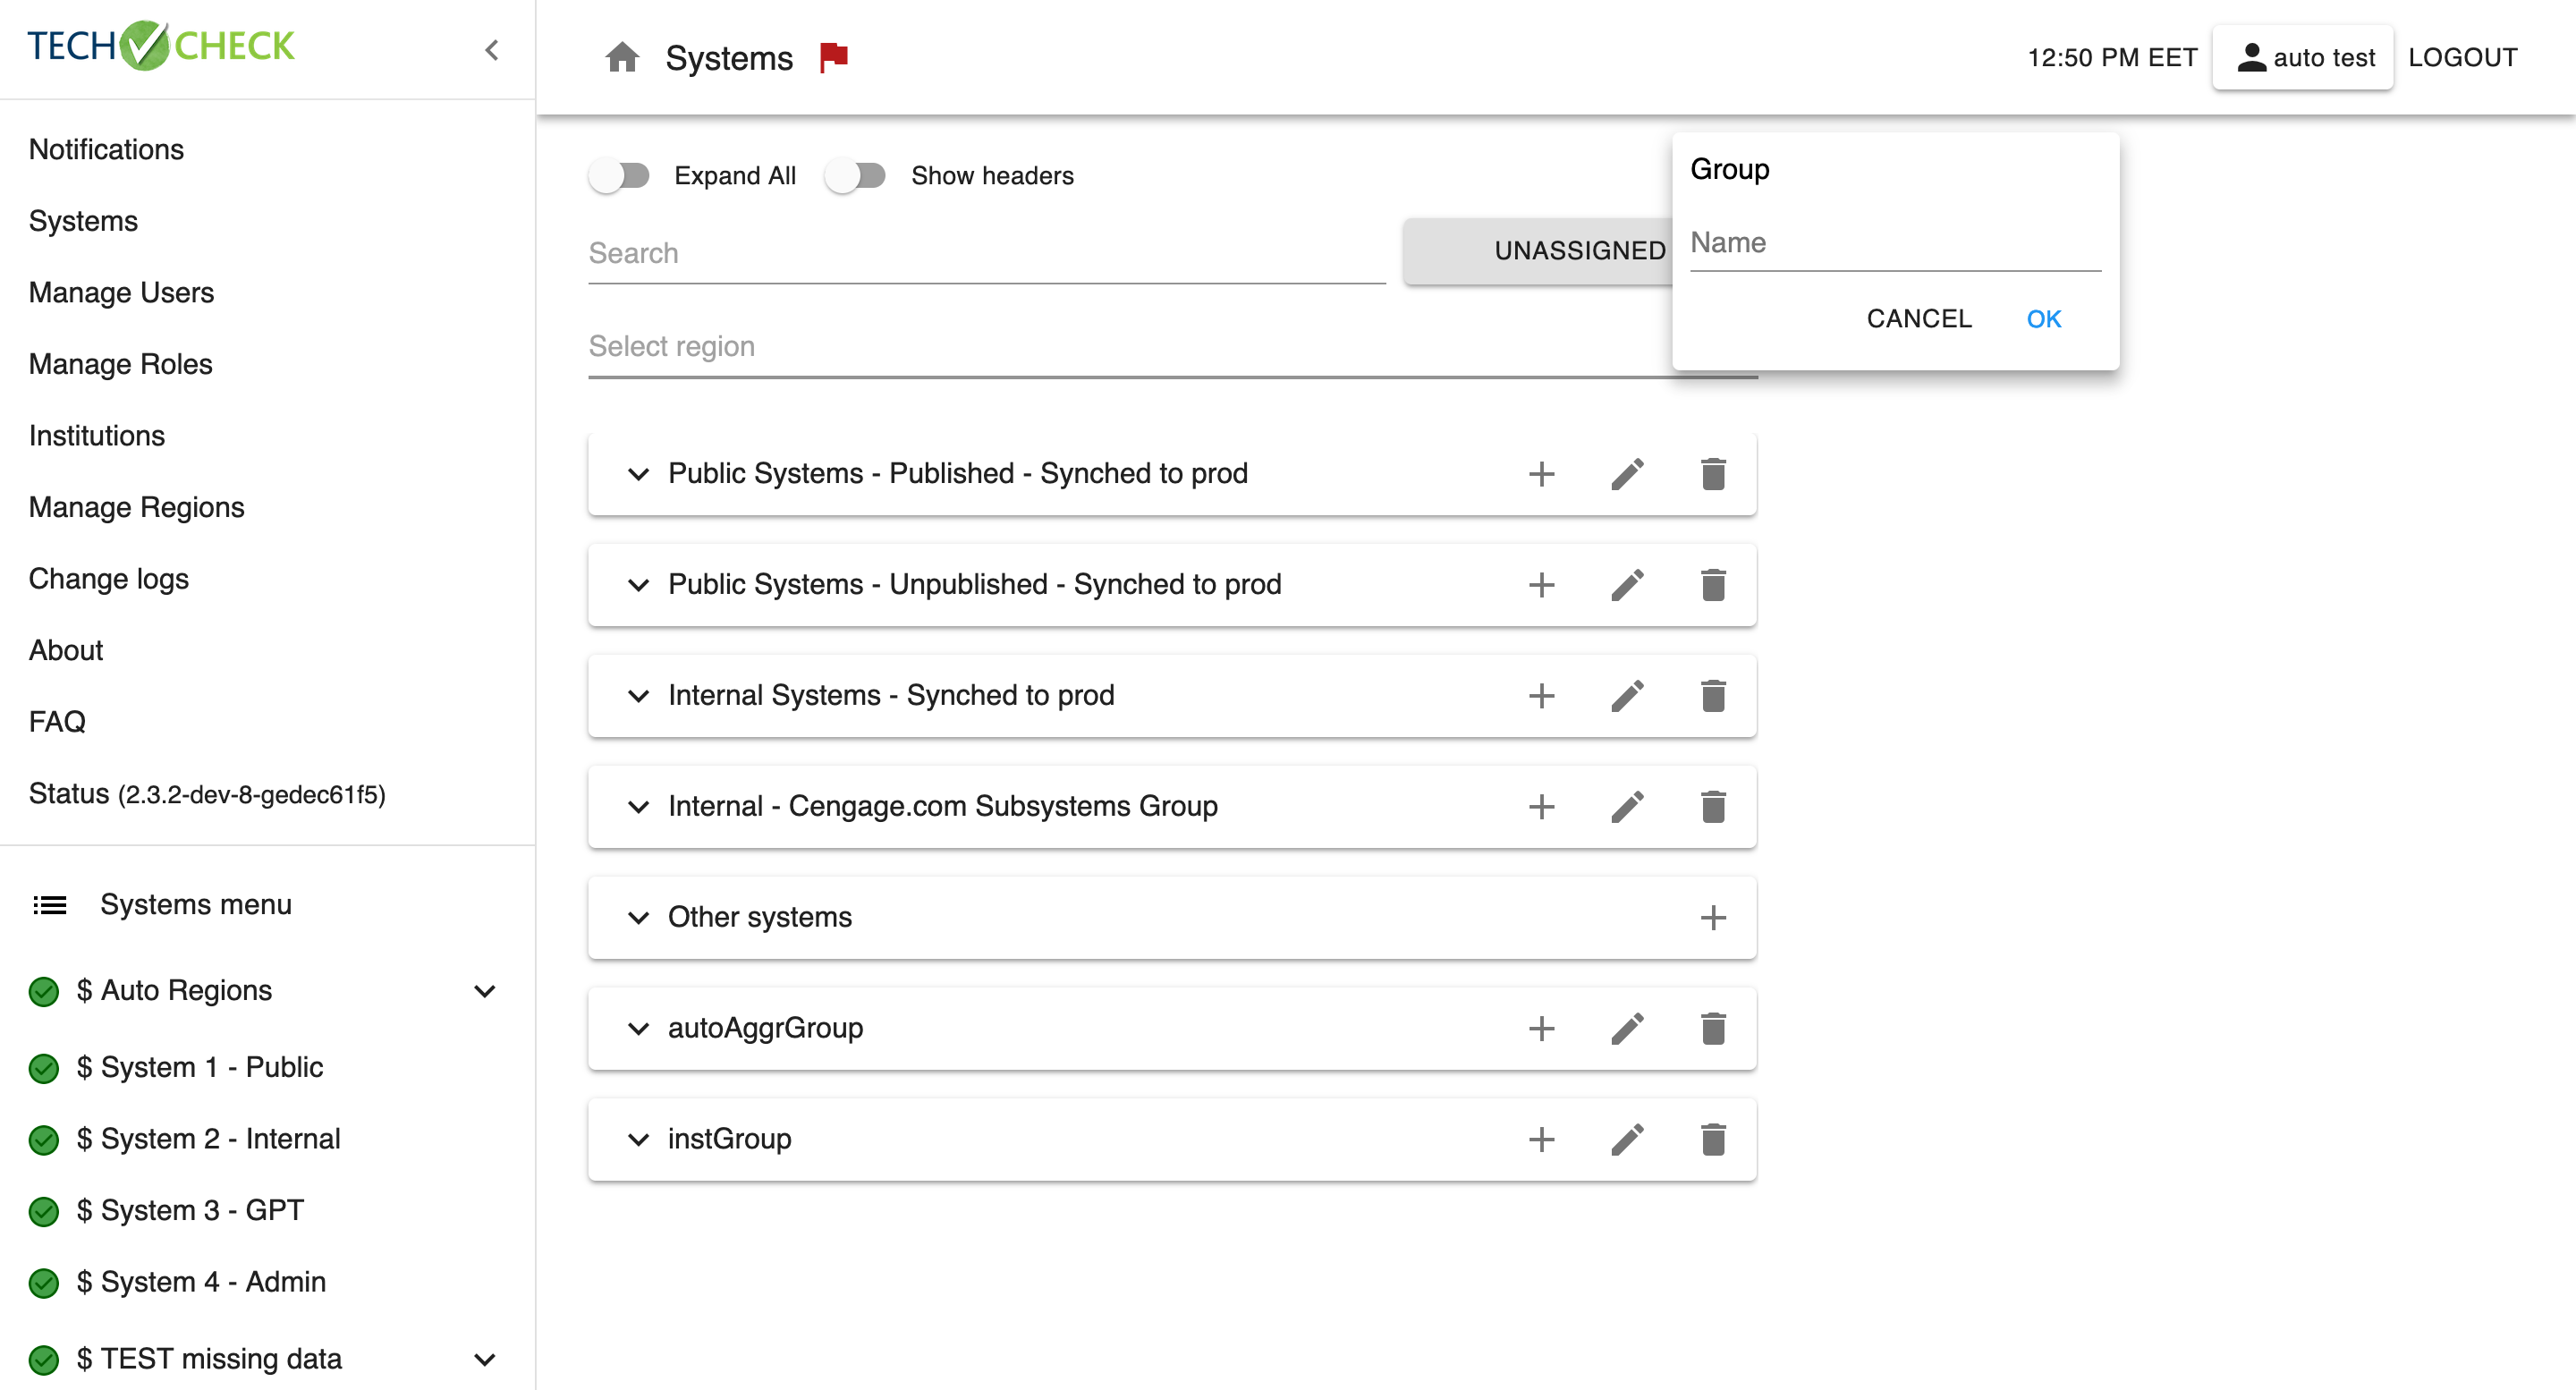 TECH CHECK
Systems
12:50 PM EET
auto test
LOGOUT
Notifications
Systems
Manage Users
Manage Roles
Institutions
Manage Regions
Change logs
About
FAQ
Status (2.3.2-dev-8-gedec61f5)
Systems menu
$ Auto Regions
$ System 1 - Public
$ System 2 - Internal
$ System 3 - GPT
$ System 4 - Admin
$ TEST missing data
Expand All
Show headers
Search
UNASSIGNED
Select region
Group
Name
CANCEL
OK
Public Systems - Published - Synched to prod
Public Systems - Unpublished - Synched to prod
Internal Systems - Synched to prod
Internal - Cengage.com Subsystems Group
Other systems
autoAggrGroup
instGroup